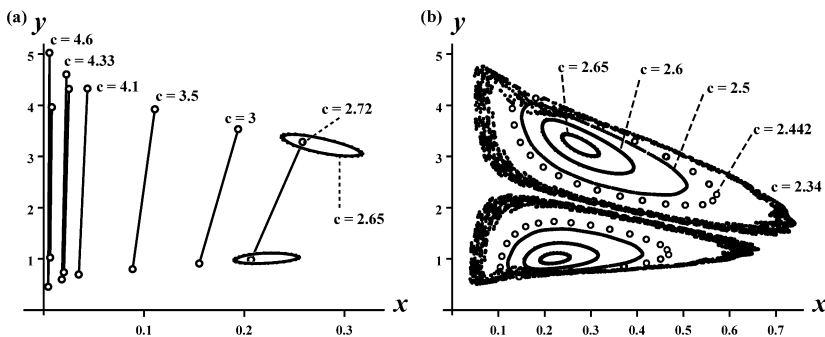 (a)
y
c = 4.6
c = 4.33
c = 4.1
c = 3.5
c = 3
c = 2.72
c = 2.65
5
4
3
2
1
0.1
0.2
0.3
x
(b)
y
c = 2.65
c = 2.6
c = 2.5
c = 2.442
c = 2.34
5
4
3
2
1
0.1
0.2
0.3
0.4
0.5
0.6
0.7
x